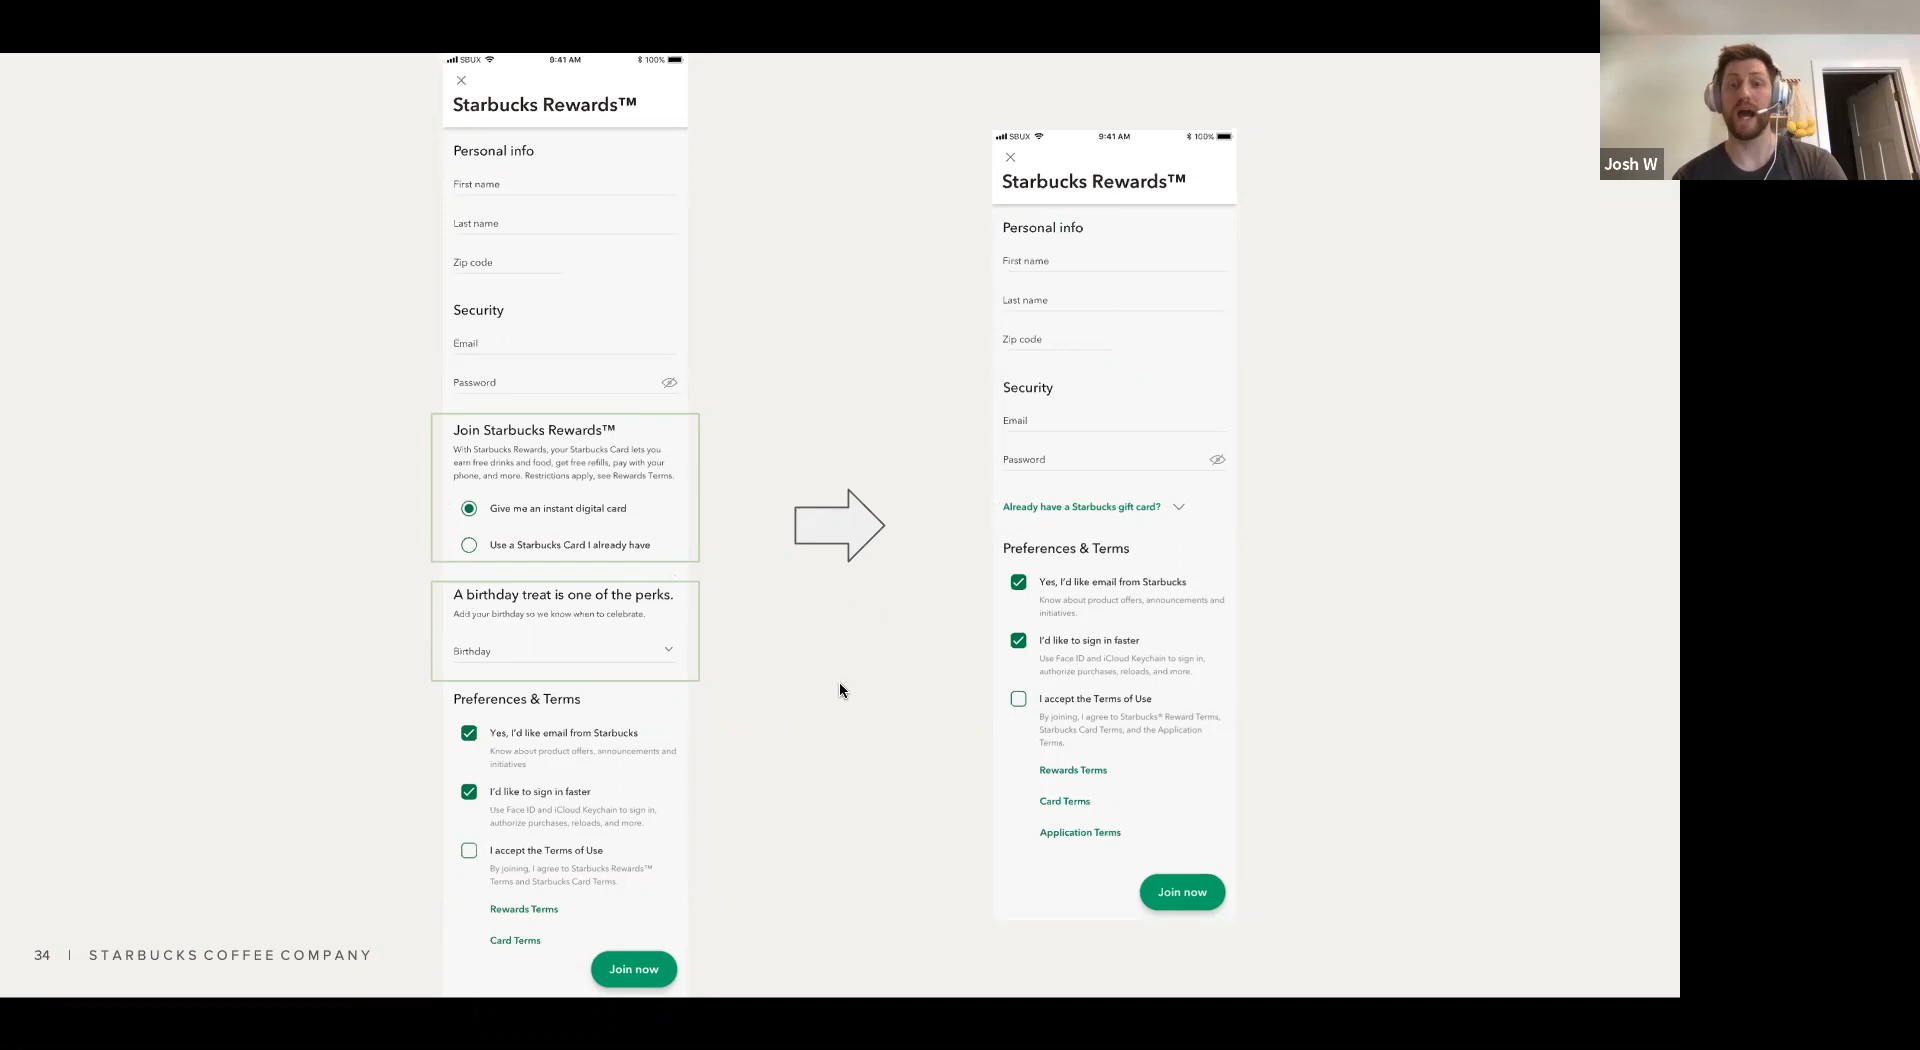 SBUX 9:41 AM 100%
Starbucks Rewards™
Personal info
First name
Last name
Zip code
Security
Email
Password
Join Starbucks Rewards™
With Starbucks Rewards, your Starbucks Card lets you
earn free drinks and food, get free refills, pay with your
phone, and more. Restrictions apply, see Rewards Terms.
Give me an instant digital card
Use a Starbucks Card I already have
A birthday treat is one of the perks.
Add your birthday so we know when to celebrate.
Birthday
Preferences & Terms
Yes, I'd like email from Starbucks
Know about product offers, announcements and
initiatives
I'd like to sign in faster
Use Face ID and iCloud Keychain to sign in,
authorize purchases, reloads, and more.
I accept the Terms of Use
By joining, I agree to Starbucks Rewards™
Terms and Starbucks Card Terms.
Rewards Terms
Card Terms
Join now
SBUX 9:41 AM 100%
Starbucks Rewards™
Personal info
First name
Last name
Zip code
Security
Email
Password
Already have a Starbucks gift card?
Preferences & Terms
Yes, I'd like email from Starbucks
Know about product offers, announcements and
initiatives.
I'd like to sign in faster
Use Face ID and iCloud Keychain to sign in,
authorize purchases, reloads, and more.
I accept the Terms of Use
By joining, I agree to Starbucks® Reward Terms,
Starbucks Card Terms, and the Application
Terms.
Rewards Terms
Card Terms
Application Terms
Join now
34 | STARBUCKS COFFEE COMPANY
Josh W